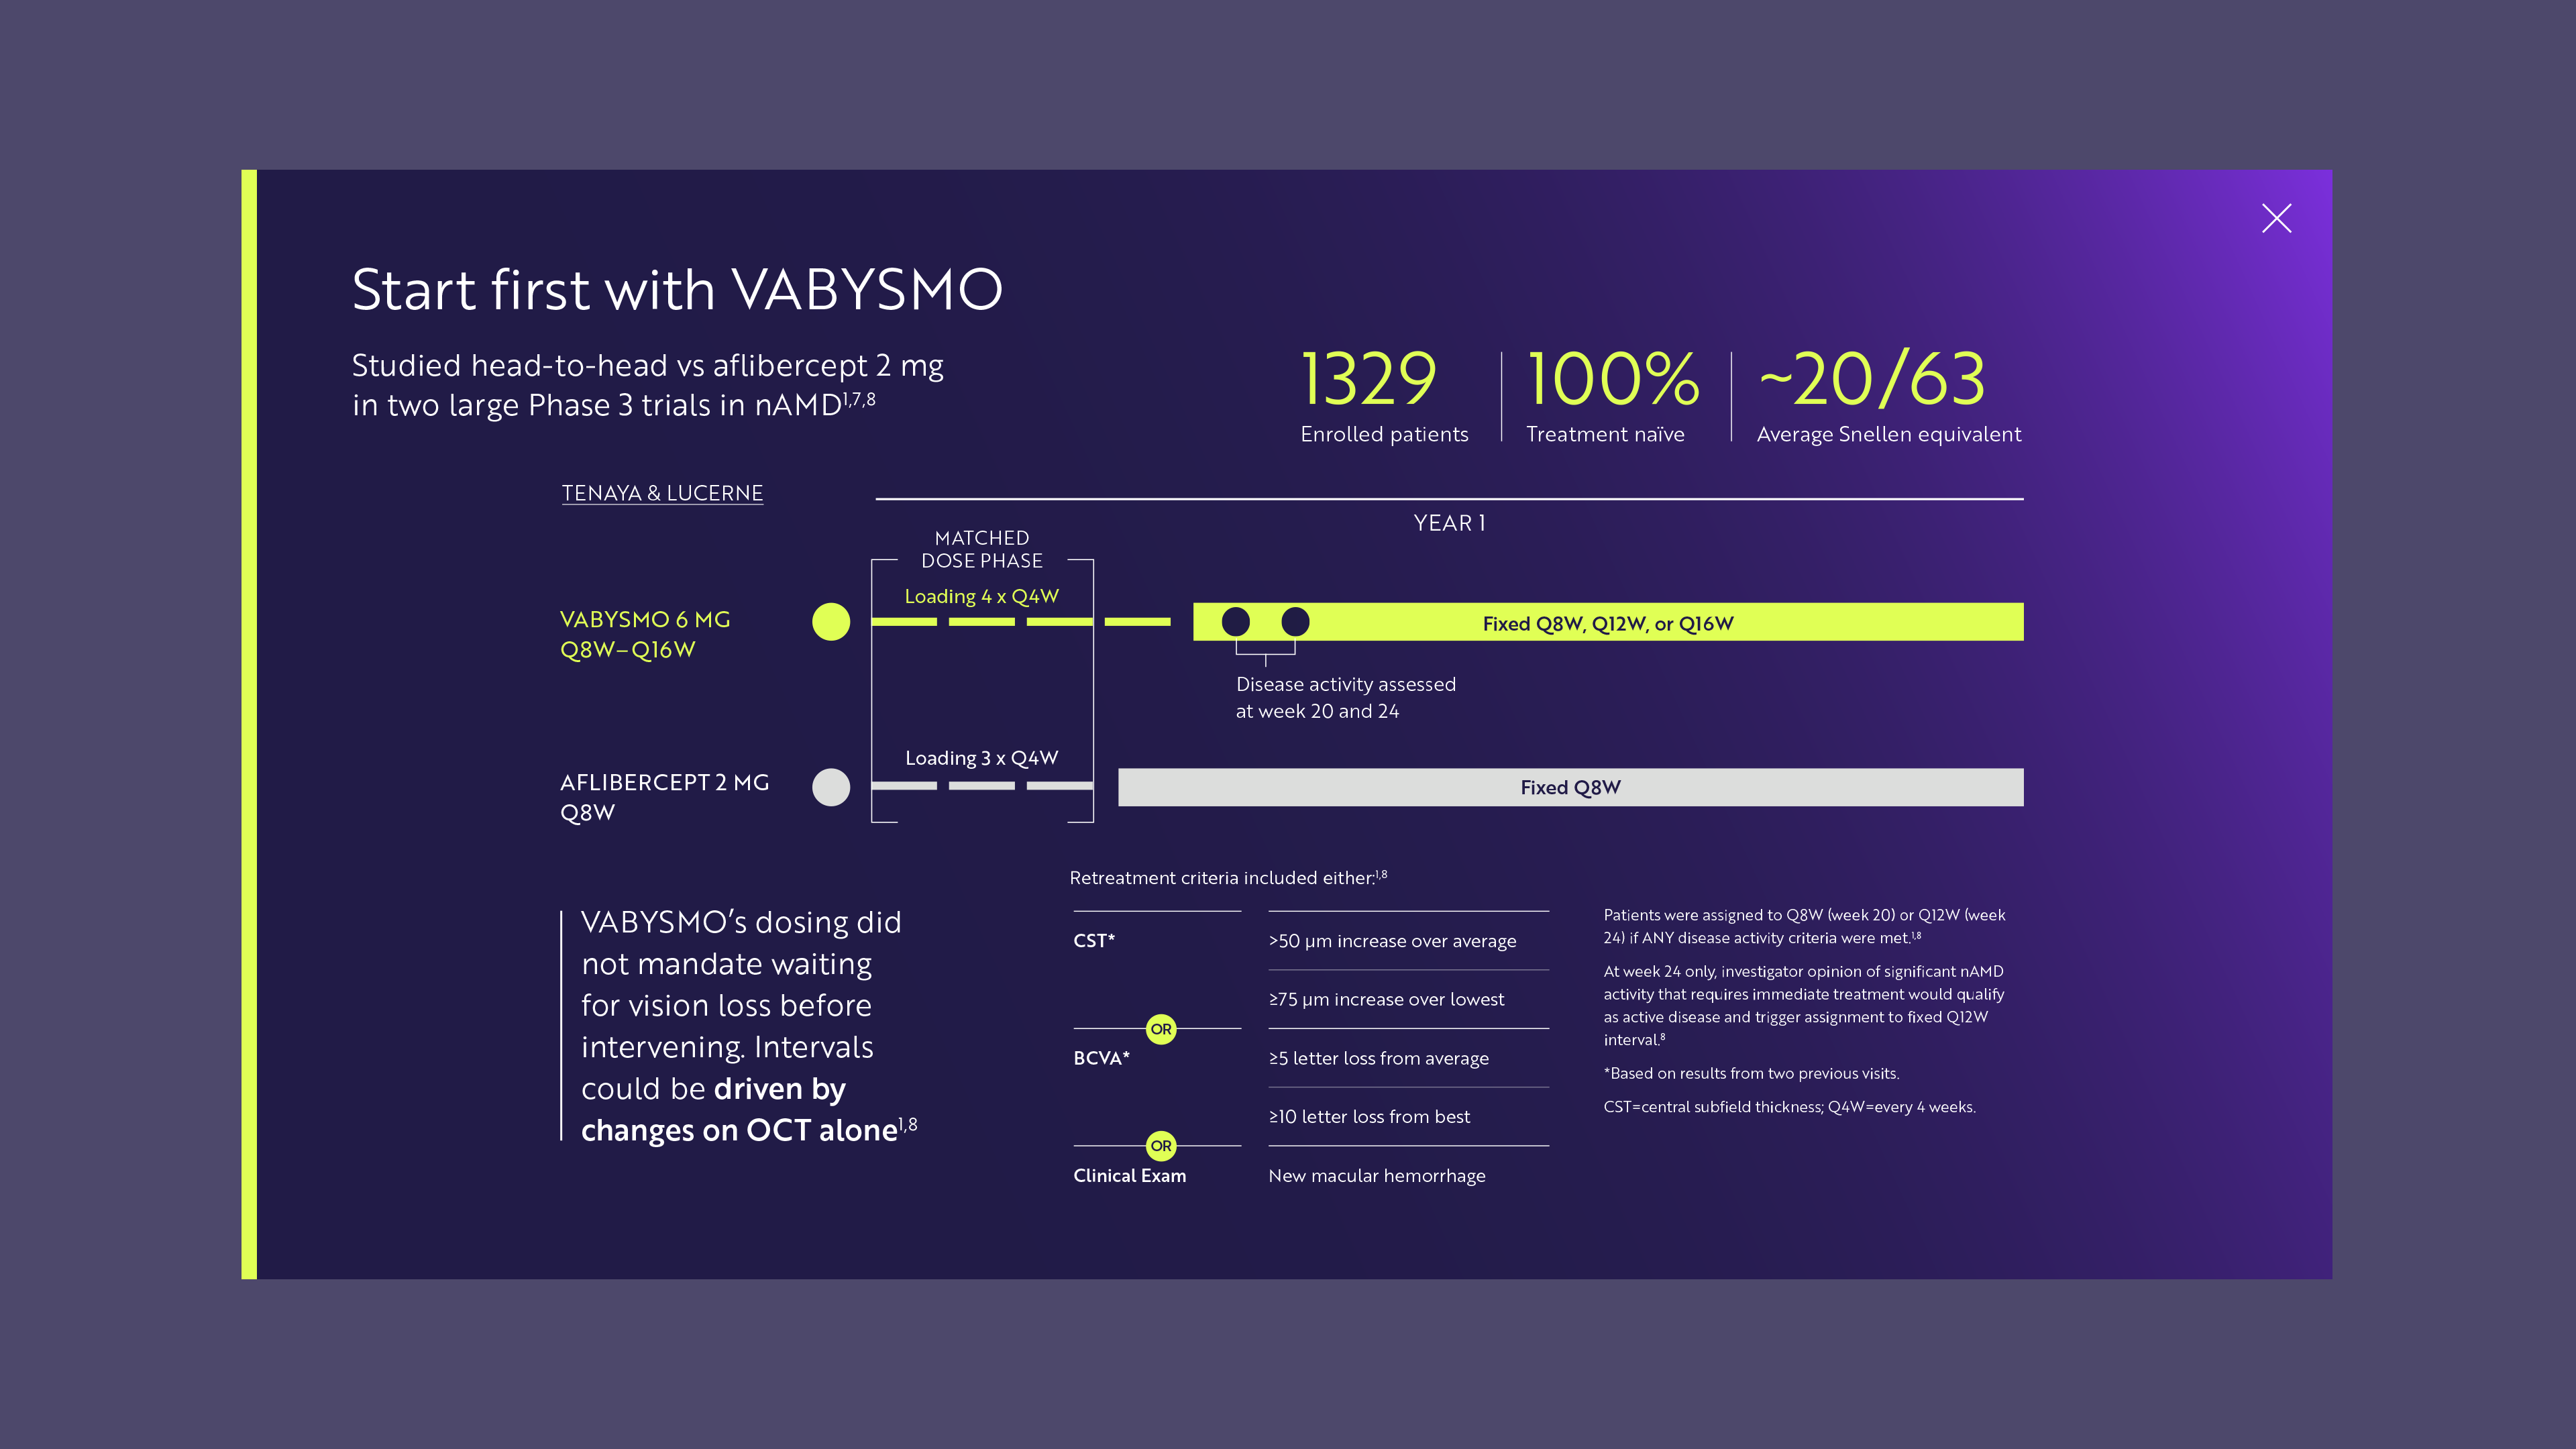 Start first with VABYSMO
Studied head-to-head vs aflibercept 2 mg
in two large Phase 3 trials in nAMD1,7,8
1329
Enrolled patients
100%
Treatment naïve
~20/63
Average Snellen equivalent
TENAYA & LUCERNE
YEAR 1
MATCHED
DOSE PHASE
Loading 4 x Q4W
VABYSMO 6 MG
Q8W–Q16W
Fixed Q8W, Q12W, or Q16W
Disease activity assessed
at week 20 and 24
Loading 3 x Q4W
AFLIBERCEPT 2 MG
Q8W
Fixed Q8W
VABYSMO’s dosing did
not mandate waiting
for vision loss before
intervening. Intervals
could be driven by
changes on OCT alone1,8
Retreatment criteria included either:1,8
CST*
>50 µm increase over average
≥75 µm increase over lowest
OR
BCVA*
≥5 letter loss from average
≥10 letter loss from best
OR
Clinical Exam
New macular hemorrhage
Patients were assigned to Q8W (week 20) or Q12W (week
24) if ANY disease activity criteria were met.1,8
At week 24 only, investigator opinion of significant nAMD
activity that requires immediate treatment would qualify
as active disease and trigger assignment to fixed Q12W
interval.8
*Based on results from two previous visits.
CST=central subfield thickness; Q4W=every 4 weeks.